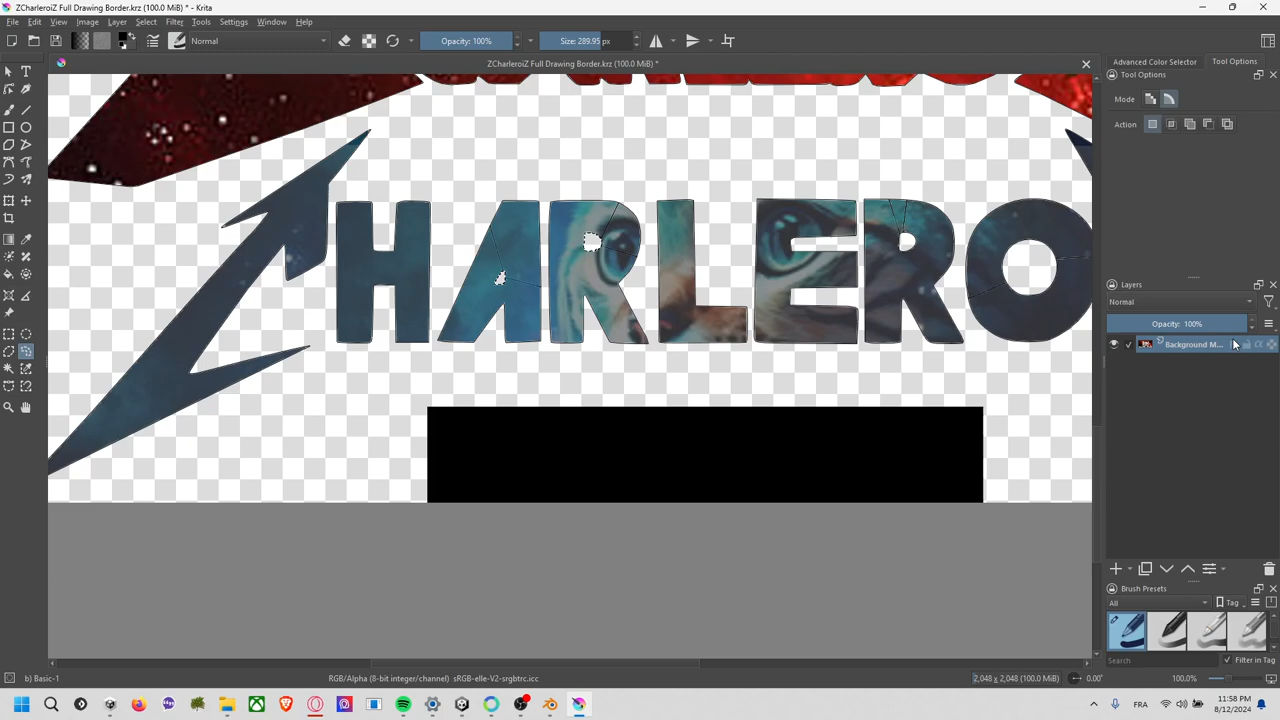 ZCharleroiZ Full Drawing Border.krz (100.0 MiB) * - Krita
File Edit View Image Layer Select Filter Tools Settings Window Help
Normal Opacity: 100% Size: 289.95 px
ZCharleroiZ Full Drawing Border.krz (100.0 MiB) *
Advanced Color Selector Tool Options
Tool Options
Mode
Action
HARLERO
Layers
Normal
Opacity: 100%
Background M...
Brush Presets
All Tag
Search Filter in Tag
b) Basic-1 RGB/Alpha (8-bit integer/channel) sRGB-elle-V2-srgbtrc.icc 2,048 x 2,048 (100.0 MiB) 0.00° 100.0%
FRA 11:58 PM
8/12/2024